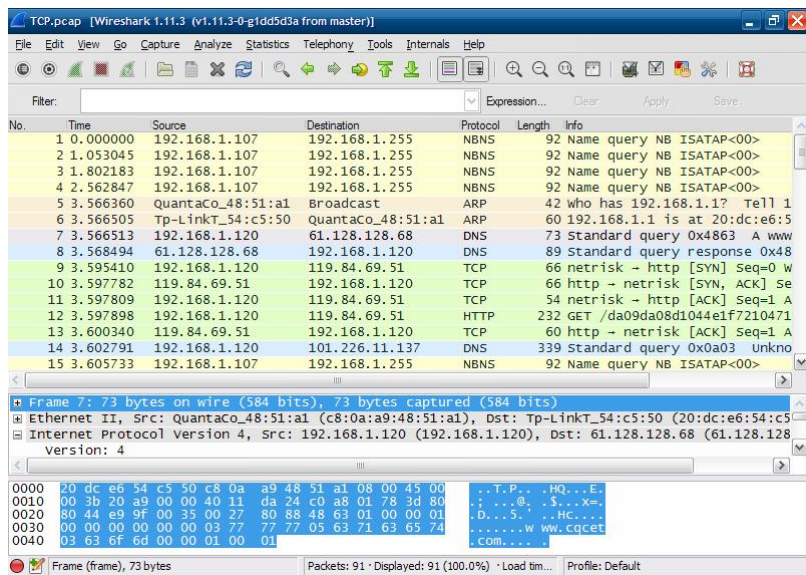 TCP.pcap [Wireshark 1.11.3 (v1.11.3-0-g1dd5d3a from master)]
File Edit View Go Capture Analyze Statistics Telephony Tools Internals Help
Filter: Expression... Clear Apply Save
No. Time Source Destination Protocol Length Info
1 0.000000 192.168.1.107 192.168.1.255 NBNS 92 Name query NB ISATAP<00>
2 1.053045 192.168.1.107 192.168.1.255 NBNS 92 Name query NB ISATAP<00>
3 1.802183 192.168.1.107 192.168.1.255 NBNS 92 Name query NB ISATAP<00>
4 2.562847 192.168.1.107 192.168.1.255 NBNS 92 Name query NB ISATAP<00>
5 3.566360 QuantaCo_48:51:a1 Broadcast ARP 42 Who has 192.168.1.1? Tell 1
6 3.566505 Tp-LinkT_54:c5:50 QuantaCo_48:51:a1 ARP 60 192.168.1.1 is at 20:dc:e6:5
7 3.566513 192.168.1.120 61.128.128.68 DNS 73 Standard query 0x4863 A www
8 3.568494 61.128.128.68 192.168.1.120 DNS 89 Standard query response 0x48
9 3.595410 192.168.1.120 119.84.69.51 TCP 66 netrisk → http [SYN] Seq=0 W
10 3.597782 119.84.69.51 192.168.1.120 TCP 66 http → netrisk [SYN, ACK] Se
11 3.597809 192.168.1.120 119.84.69.51 TCP 54 netrisk → http [ACK] Seq=1 A
12 3.597898 192.168.1.120 119.84.69.51 HTTP 232 GET /da09da08d1044e1f7210471
13 3.600340 119.84.69.51 192.168.1.120 TCP 60 http → netrisk [ACK] Seq=1 A
14 3.602791 192.168.1.120 101.226.11.137 DNS 339 Standard query 0x0a03 Unkno
15 3.605733 192.168.1.107 192.168.1.255 NBNS 92 Name query NB ISATAP<00>
Frame 7: 73 bytes on wire (584 bits), 73 bytes captured (584 bits)
Ethernet II, Src: QuantaCo_48:51:a1 (c8:0a:a9:48:51:a1), Dst: Tp-LinkT_54:c5:50 (20:dc:e6:54:c5
Internet Protocol Version 4, Src: 192.168.1.120 (192.168.1.120), Dst: 61.128.128.68 (61.128.128
Version: 4
0000 20 dc e6 54 c5 50 c8 0a a9 48 51 a1 08 00 45 00 ..T.P.. .HQ...E.
0010 00 3b 20 a9 00 00 40 11 da 24 c0 a8 01 78 3d 80 .; ...@. .$...x=.
0020 80 44 e9 9f 00 35 00 27 80 88 48 63 01 00 00 01 .D...5.' ..Hc....
0030 00 00 00 00 00 00 03 77 77 77 05 63 71 63 65 74 .......w ww.cqcet
0040 03 63 6f 6d 00 00 01 00 01 .com.... .
Frame (frame), 73 bytes Packets: 91 · Displayed: 91 (100.0%) · Load tim... Profile: Default